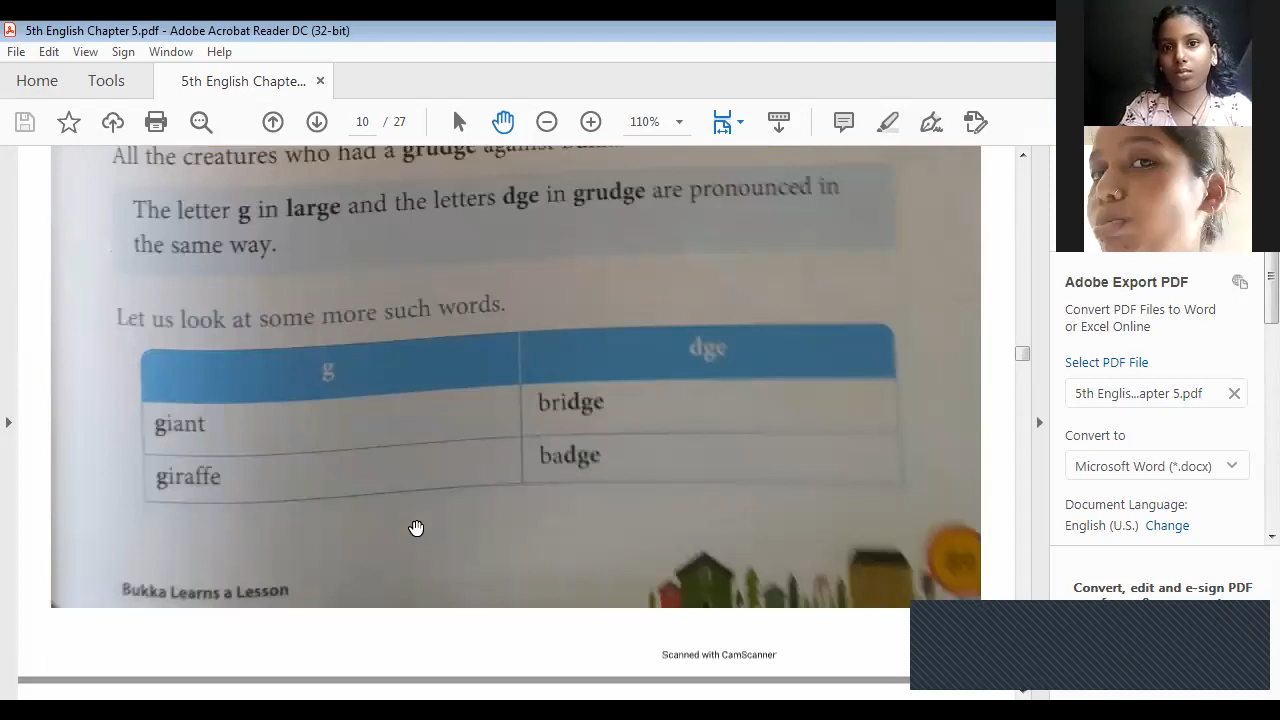 5th English Chapter 5.pdf - Adobe Acrobat Reader DC (32-bit)
File Edit View Sign Window Help
Home Tools 5th English Chapte... ×
10 / 27 110%
All the creatures who had a grudge against
The letter g in large and the letters dge in grudge are pronounced in
the same way.
Let us look at some more such words.
g dge
giant bridge
giraffe badge
Bukka Learns a Lesson
Scanned with CamScanner
Adobe Export PDF
Convert PDF Files to Word
or Excel Online
Select PDF File
5th Englis...apter 5.pdf
Convert to
Microsoft Word (*.docx)
Document Language:
English (U.S.) Change
Convert, edit and e-sign PDF